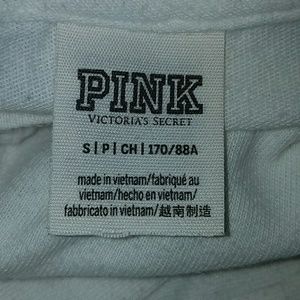 PINK
VICTORIA'S SECRET
S | P | CH | 170/88A
made in vietnam/fabriqué au
vietnam/hecho en vietnam/
fabbricato in vietnam/越南制造